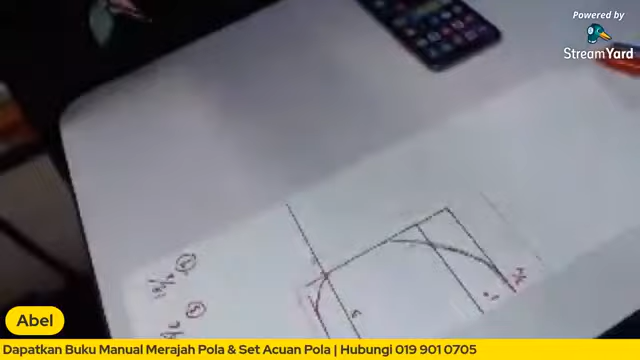 Powered by
StreamYard
Abel
Dapatkan Buku Manual Merajah Pola & Set Acuan Pola | Hubungi 019 901 0705